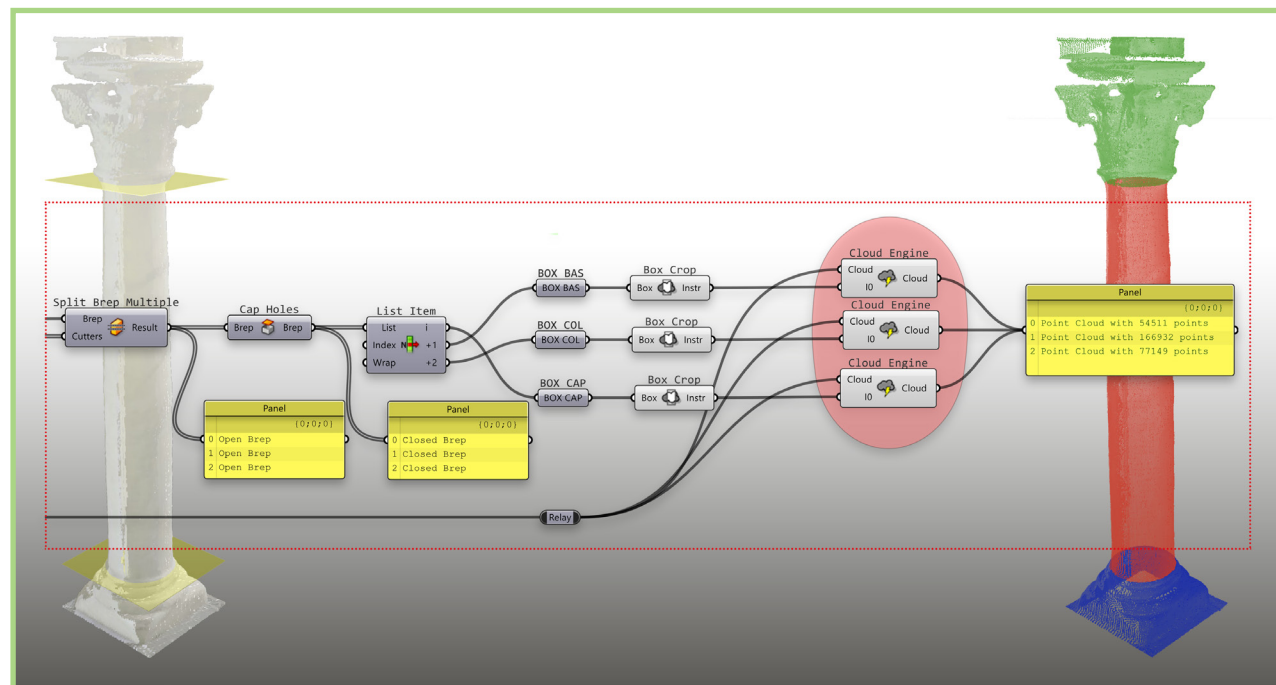 Split Brep Multiple
Brep
Cutters
Result
Cap Holes
Brep Brep
List Item
List i
Index N +1
Wrap +2
BOX BAS
BOX BAS
BOX COL
BOX COL
BOX CAP
BOX CAP
Box Crop
Box Instr
Box Crop
Box Instr
Box Crop
Box Instr
Cloud Engine
Cloud Cloud
I0
Cloud Engine
Cloud Cloud
I0
Cloud Engine
Cloud Cloud
I0
Panel
{0;0;0}
0 Point Cloud with 54511 points
1 Point Cloud with 166932 points
2 Point Cloud with 77149 points
Panel
{0;0;0}
0 Open Brep
1 Open Brep
2 Open Brep
Panel
{0;0;0}
0 Closed Brep
1 Closed Brep
2 Closed Brep
Relay